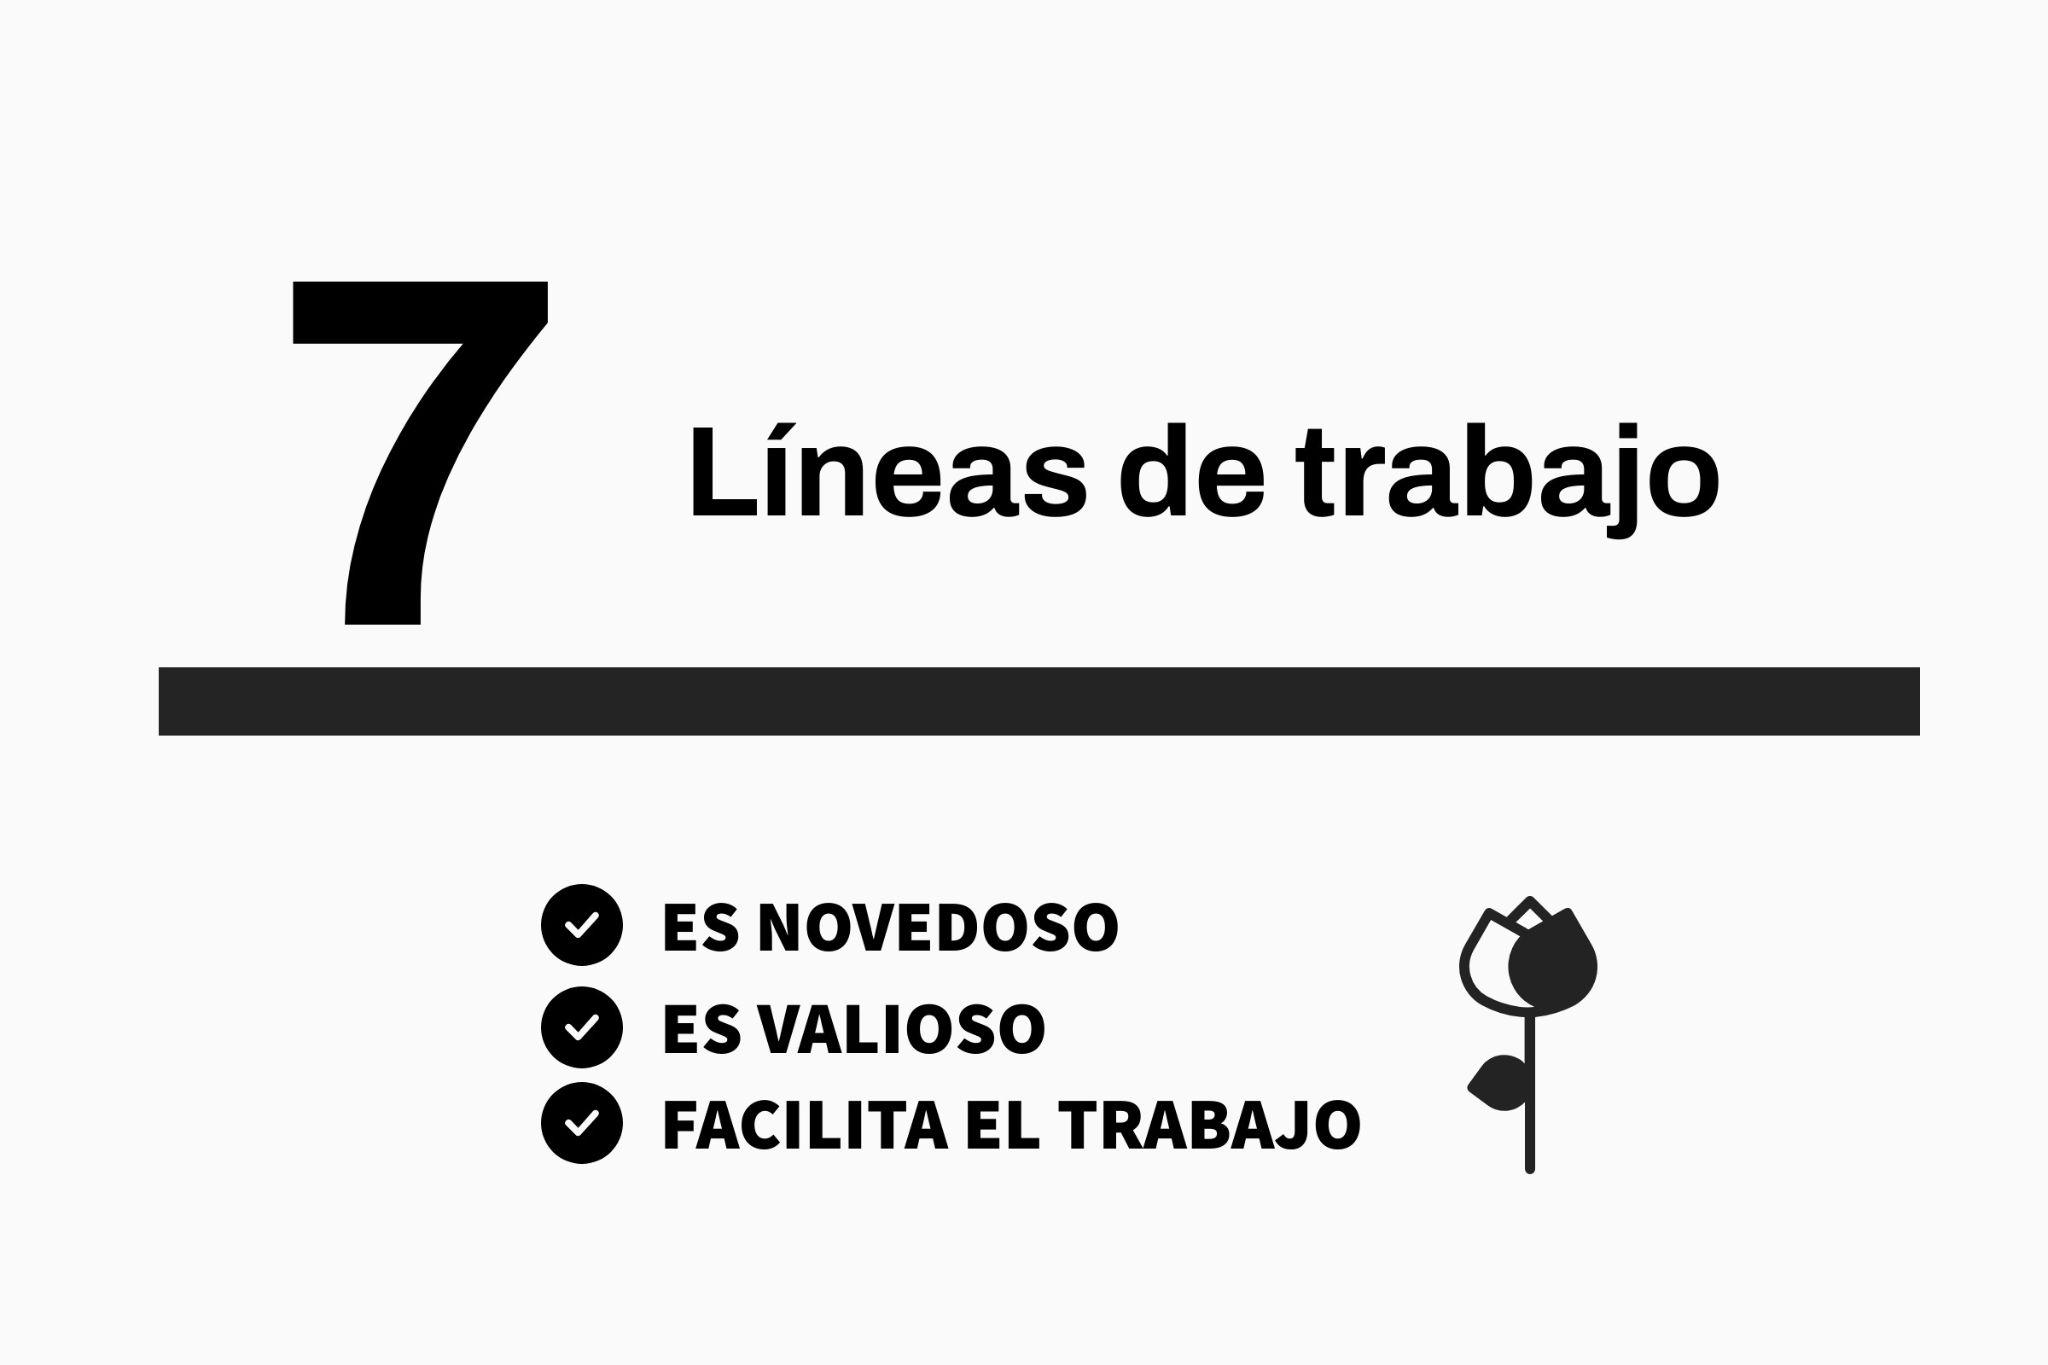 7
Líneas de trabajo
ES NOVEDOSO
ES VALIOSO
FACILITA EL TRABAJO